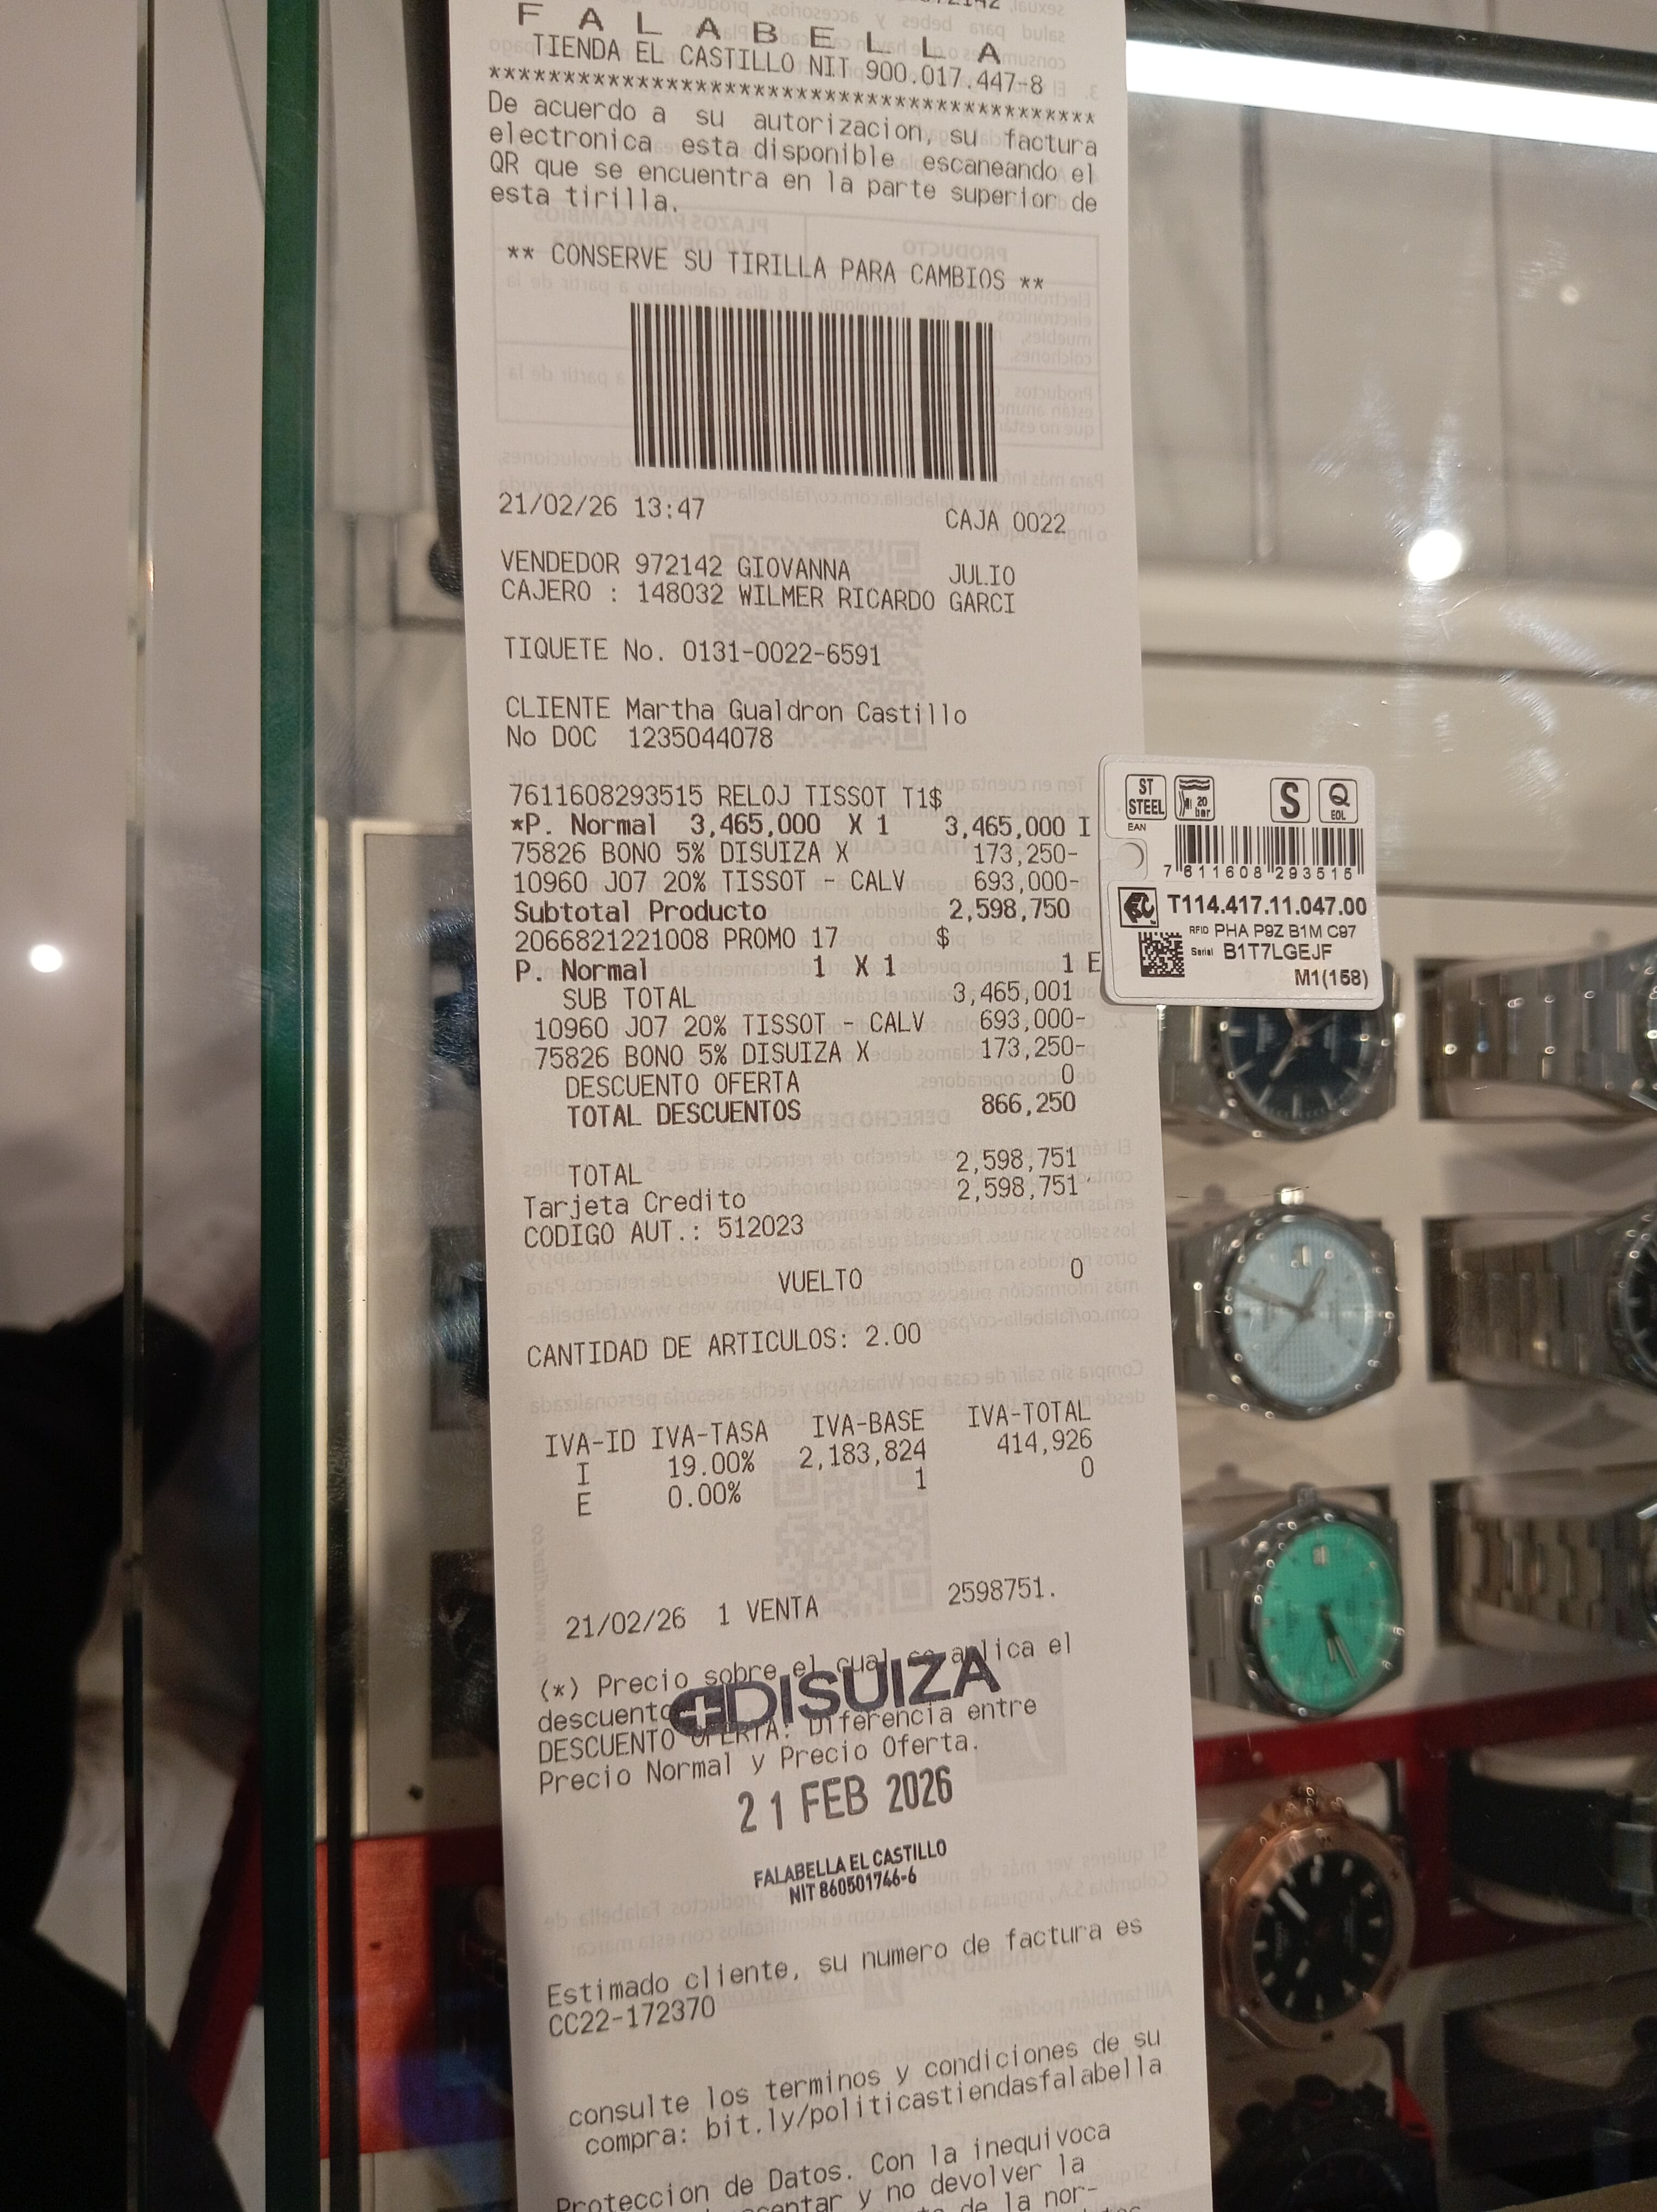 F A L A B E L L A
TIENDA EL CASTILLO NIT 900.017.447-8
*****************************************
De acuerdo a su autorizacion, su factura
electronica esta disponible escaneando el
QR que se encuentra en la parte superior de
esta tirilla.
** CONSERVE SU TIRILLA PARA CAMBIOS **
21/02/26 13:47 CAJA 0022
VENDEDOR 972142 GIOVANNA JULIO
CAJERO : 148032 WILMER RICARDO GARCI
TIQUETE No. 0131-0022-6591
CLIENTE Martha Gualdron Castillo
No DOC 1235044078
7611608293515 RELOJ TISSOT T1$
*P. Normal 3,465,000 X 1 3,465,000 I
75826 BONO 5% DISUIZA X 173,250-
10960 J07 20% TISSOT - CALV 693,000-
Subtotal Producto 2,598,750
2066821221008 PROMO 17 $
P. Normal 1 X 1 1 E
SUB TOTAL 3,465,001
10960 J07 20% TISSOT - CALV 693,000-
75826 BONO 5% DISUIZA X 173,250-
DESCUENTO OFERTA 0
TOTAL DESCUENTOS 866,250
TOTAL 2,598,751
Tarjeta Credito 2,598,751
CODIGO AUT.: 512023
VUELTO 0
CANTIDAD DE ARTICULOS: 2.00
IVA-ID IVA-TASA IVA-BASE IVA-TOTAL
I 19.00% 2,183,824 414,926
E 0.00% 1 0
21/02/26 1 VENTA 2598751.
(*) Precio sobre el cual se aplica el
descuento
DISUIZA
DESCUENTO OFERTA: Diferencia entre
Precio Normal y Precio Oferta.
21 FEB 2026
FALABELLA EL CASTILLO
NIT 860501746-6
Estimado cliente, su numero de factura es
CC22-172370
consulte los terminos y condiciones de su
compra: bit.ly/politicastiendasfalabella
Proteccion de Datos. Con la inequivoca
y no devolver la
de la nor-
ST STEEL
20 bar
S
Q EOL
EAN
7 611608 293515
T114.417.11.047.00
RFID PHA P9Z B1M C97
Serial B1T7LGEJF
M1(158)